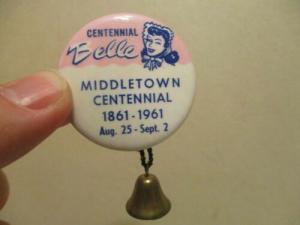 CENTENNIAL
Belle
MIDDLETOWN
CENTENNIAL
1861-1961
Aug. 25 - Sept. 2